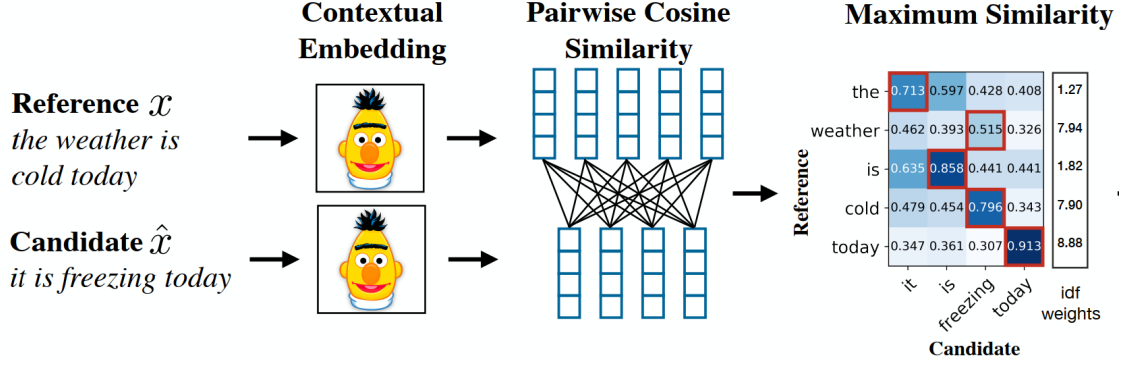 Contextual
Embedding
Pairwise Cosine
Similarity
Maximum Similarity
Reference x
the weather is
cold today
Candidate x̂
it is freezing today
Reference
the 0.713 0.597 0.428 0.408 1.27
weather 0.462 0.393 0.515 0.326 7.94
is 0.635 0.858 0.441 0.441 1.82
cold 0.479 0.454 0.796 0.343 7.90
today 0.347 0.361 0.307 0.913 8.88
it is freezing today
idf
weights
Candidate